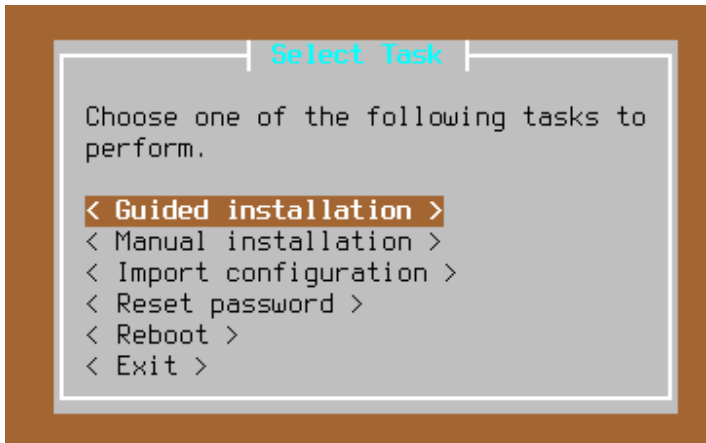 Select Task
Choose one of the following tasks to
perform.
< Guided installation >
< Manual installation >
< Import configuration >
< Reset password >
< Reboot >
< Exit >